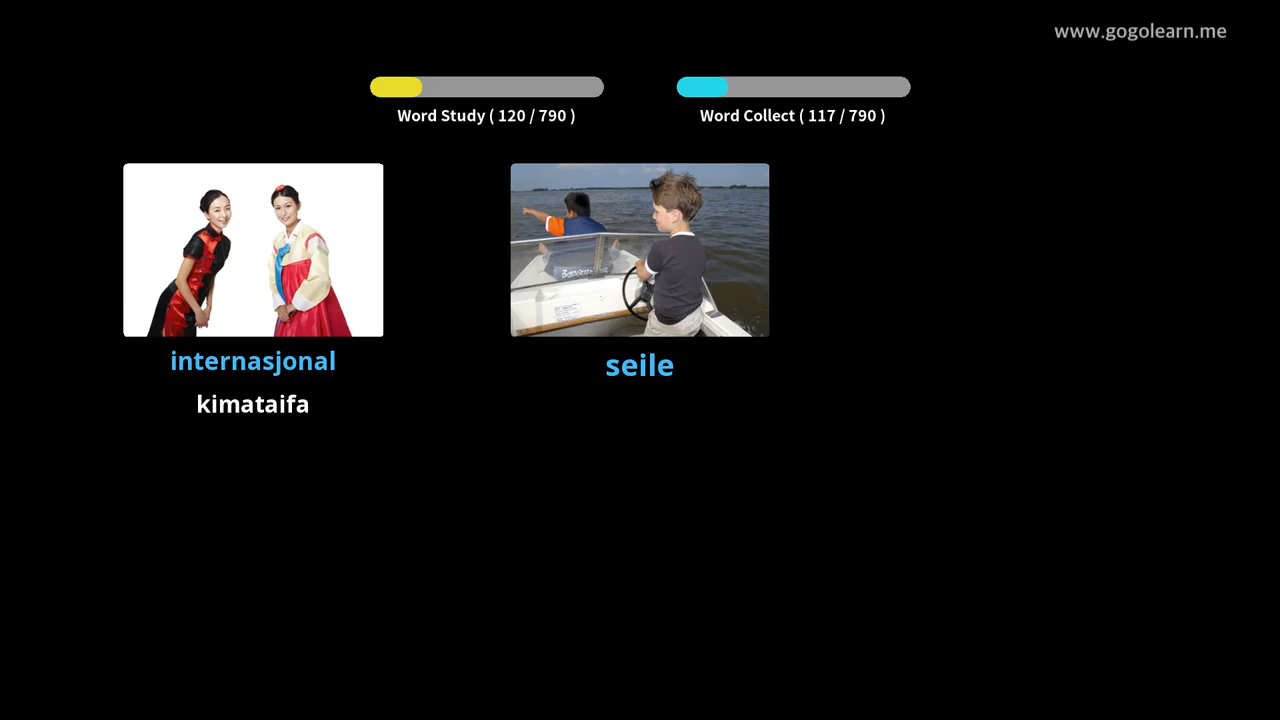 www.gogolearn.me
Word Study ( 120 / 790 )
Word Collect ( 117 / 790 )
internasjonal
kimataifa
seile